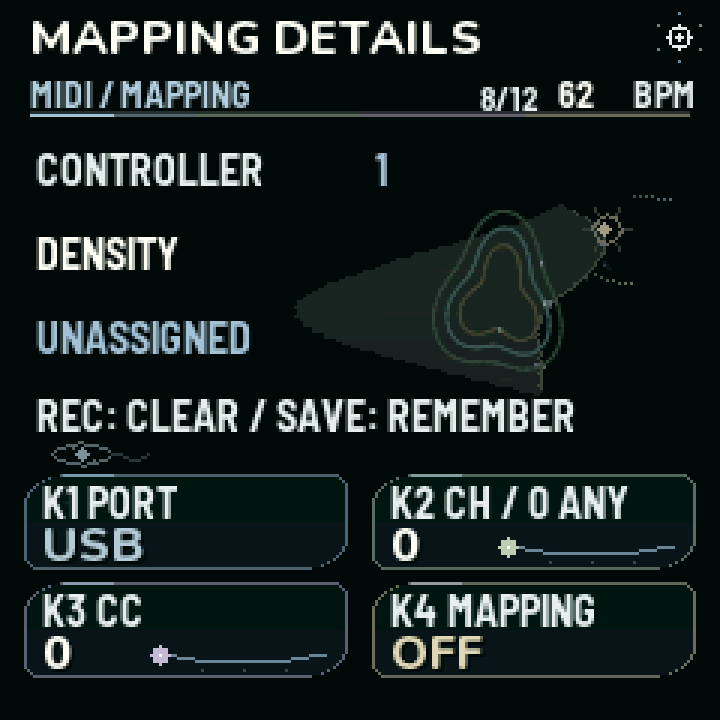 MAPPING DETAILS
MIDI / MAPPING 8/12 62 BPM
CONTROLLER 1
DENSITY
UNASSIGNED
REC: CLEAR / SAVE: REMEMBER
K1 PORT
USB
K2 CH / 0 ANY
0
K3 CC
0
K4 MAPPING
OFF